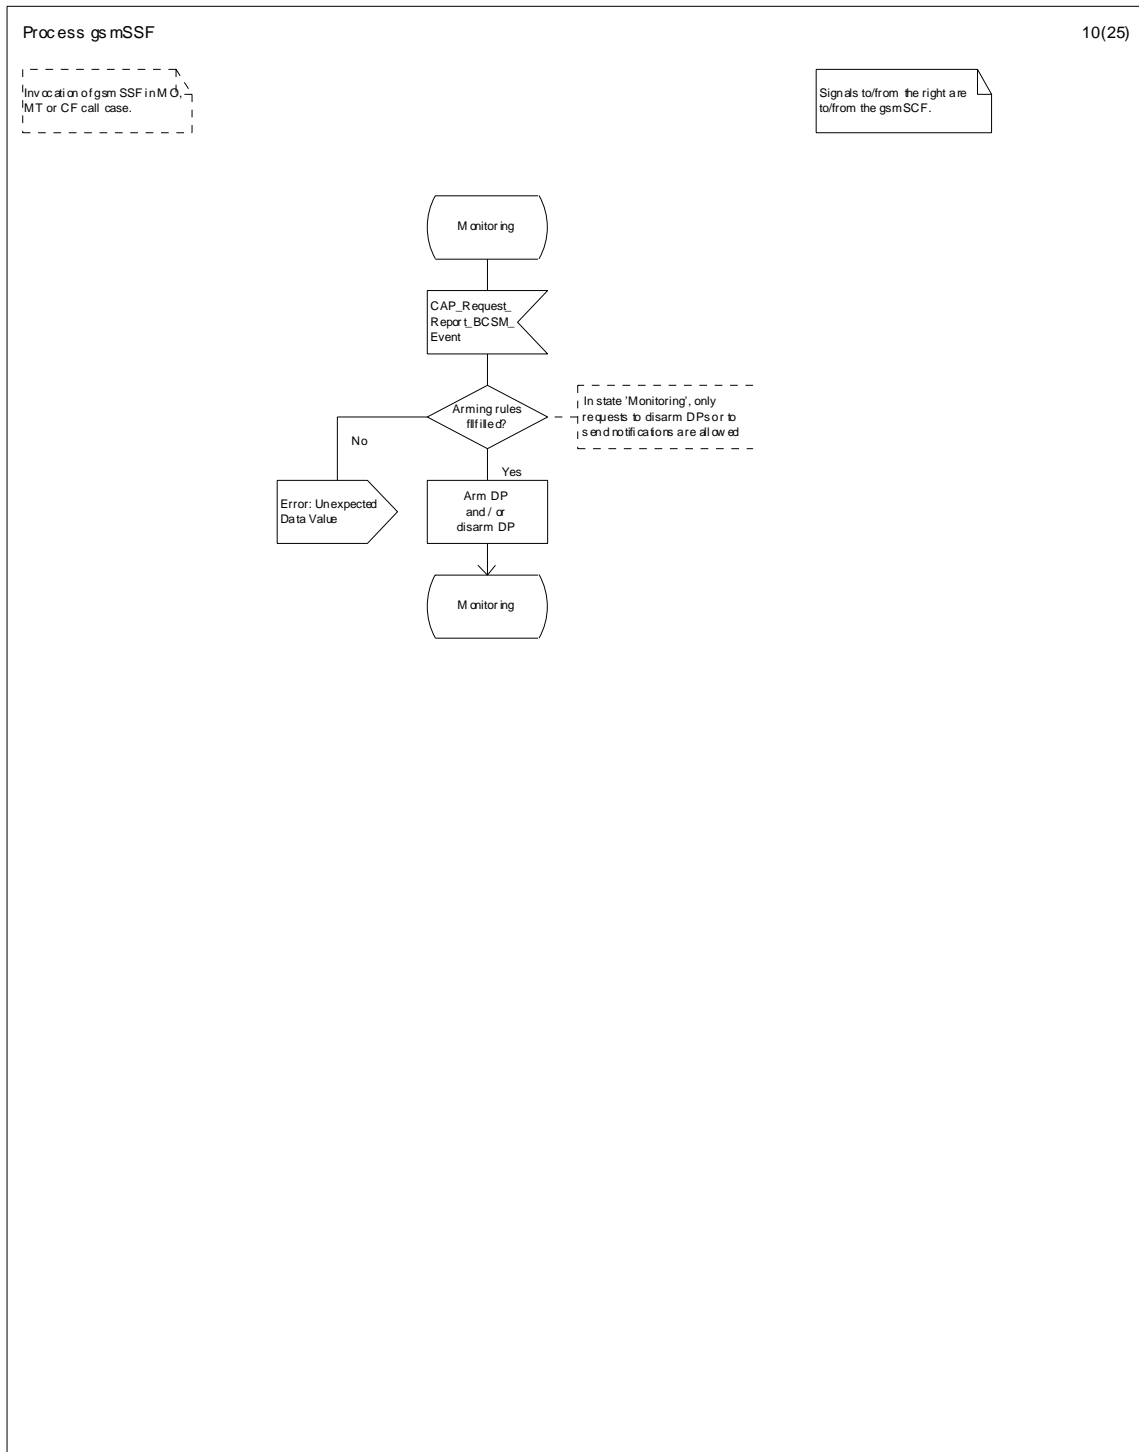 Process gsmSSF
10(25)
Invocation of gsmSSF in MO,
MT or CF call case.
Signals to/from the right are
to/from the gsmSCF.
Monitoring
CAP_Request_
Report_BCSM_
Event
Arming rules
fllfilled?
In state 'Monitoring', only
requests to disarm DPs or to
send notifications are allowed
No
Yes
Error: Unexpected
Data Value
Arm DP
and / or
disarm DP
Monitoring